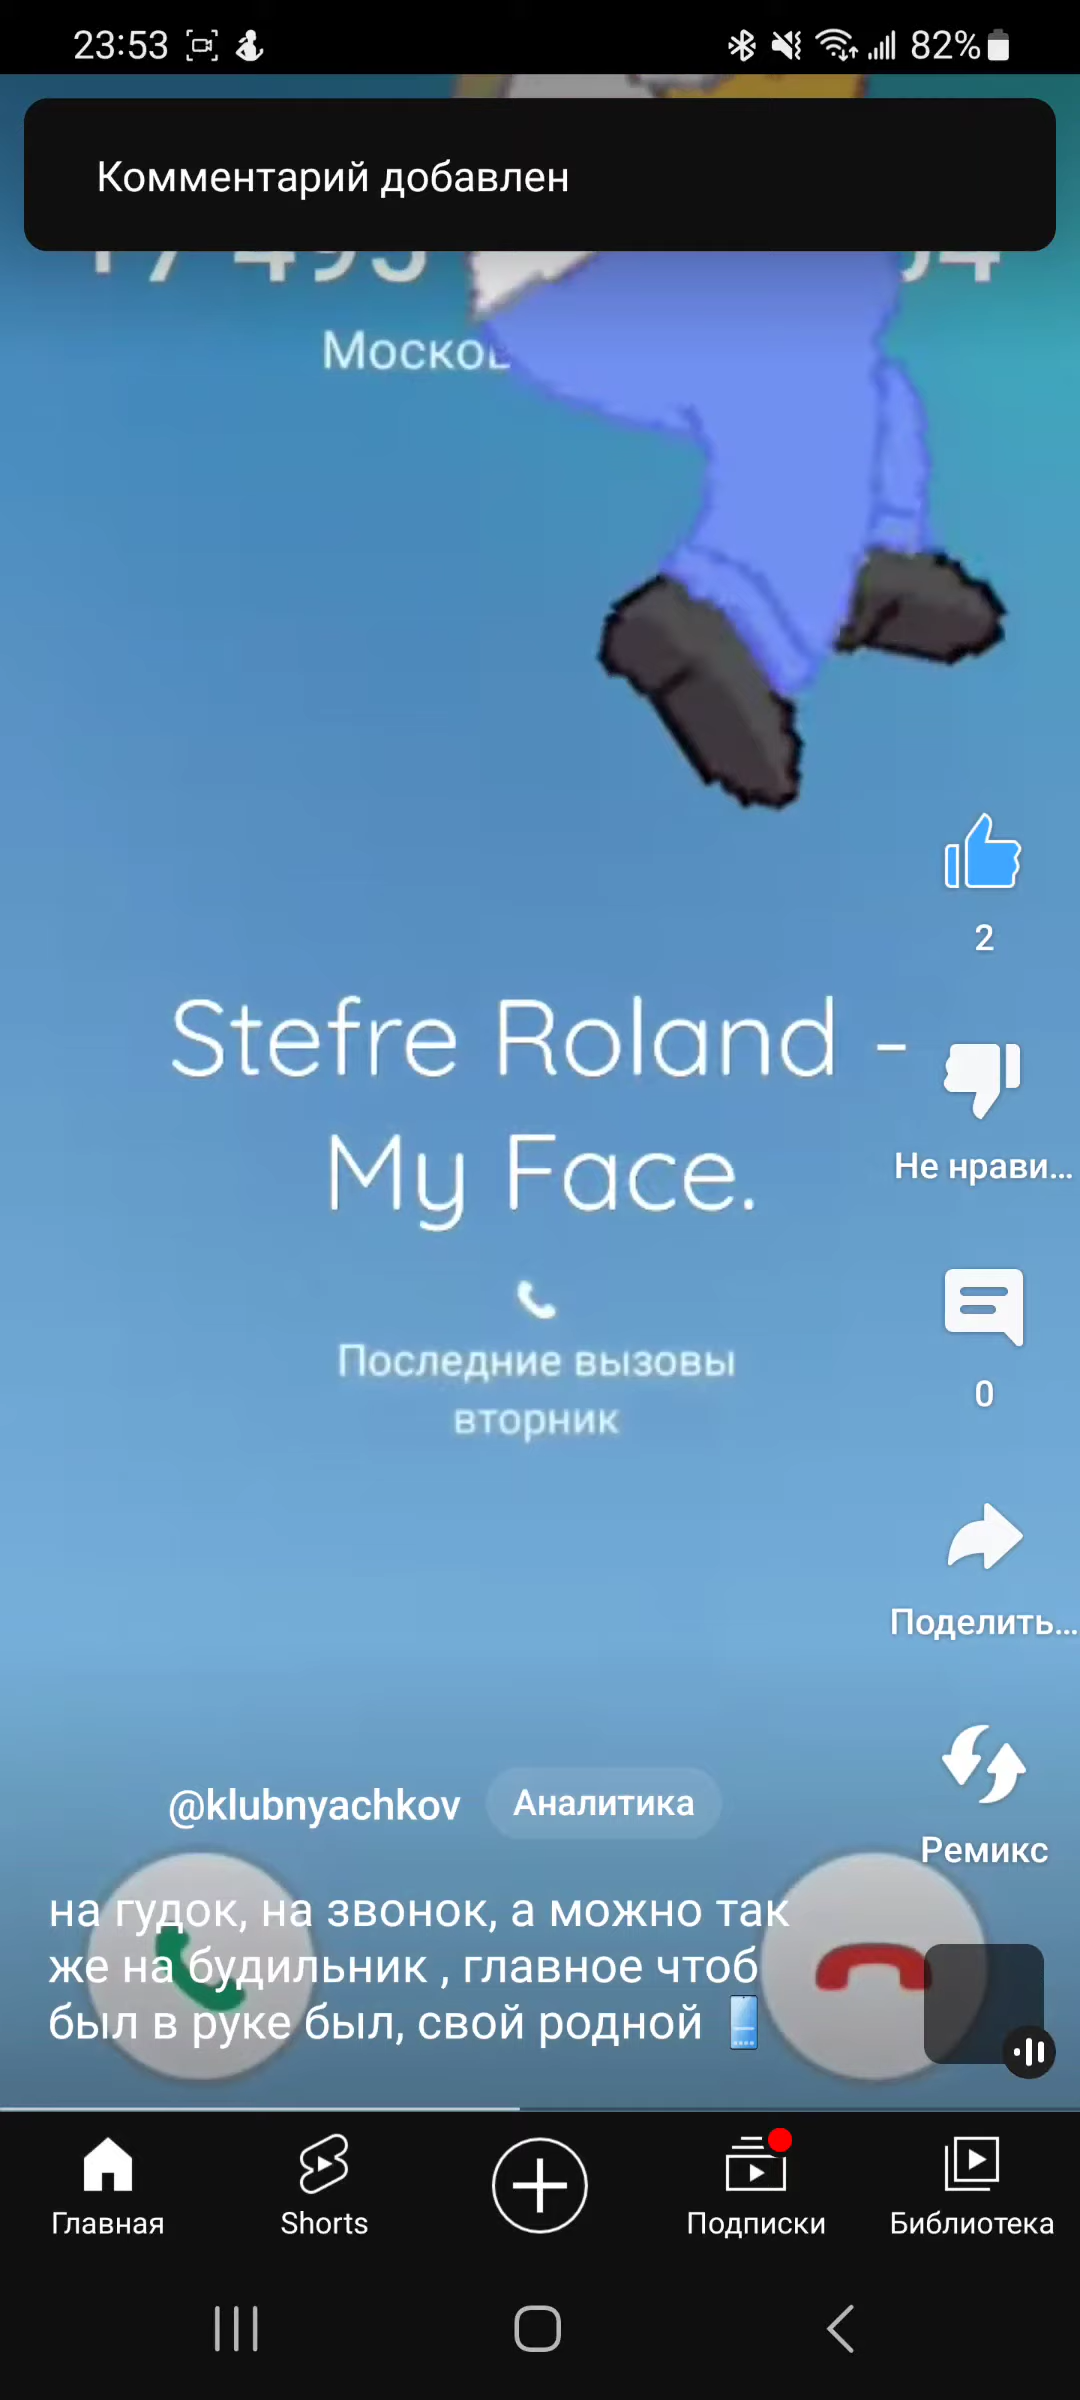 23:53
82%
Комментарий добавлен
Stefre Roland -
My Face.
Последние вызовы
вторник
2
Не нрави...
0
Поделить...
Ремикс
@klubnyachkov
Аналитика
на гудок, на звонок, а можно так
же на будильник , главное чтоб
был в руке был, свой родной
Главная
Shorts
Подписки
Библиотека